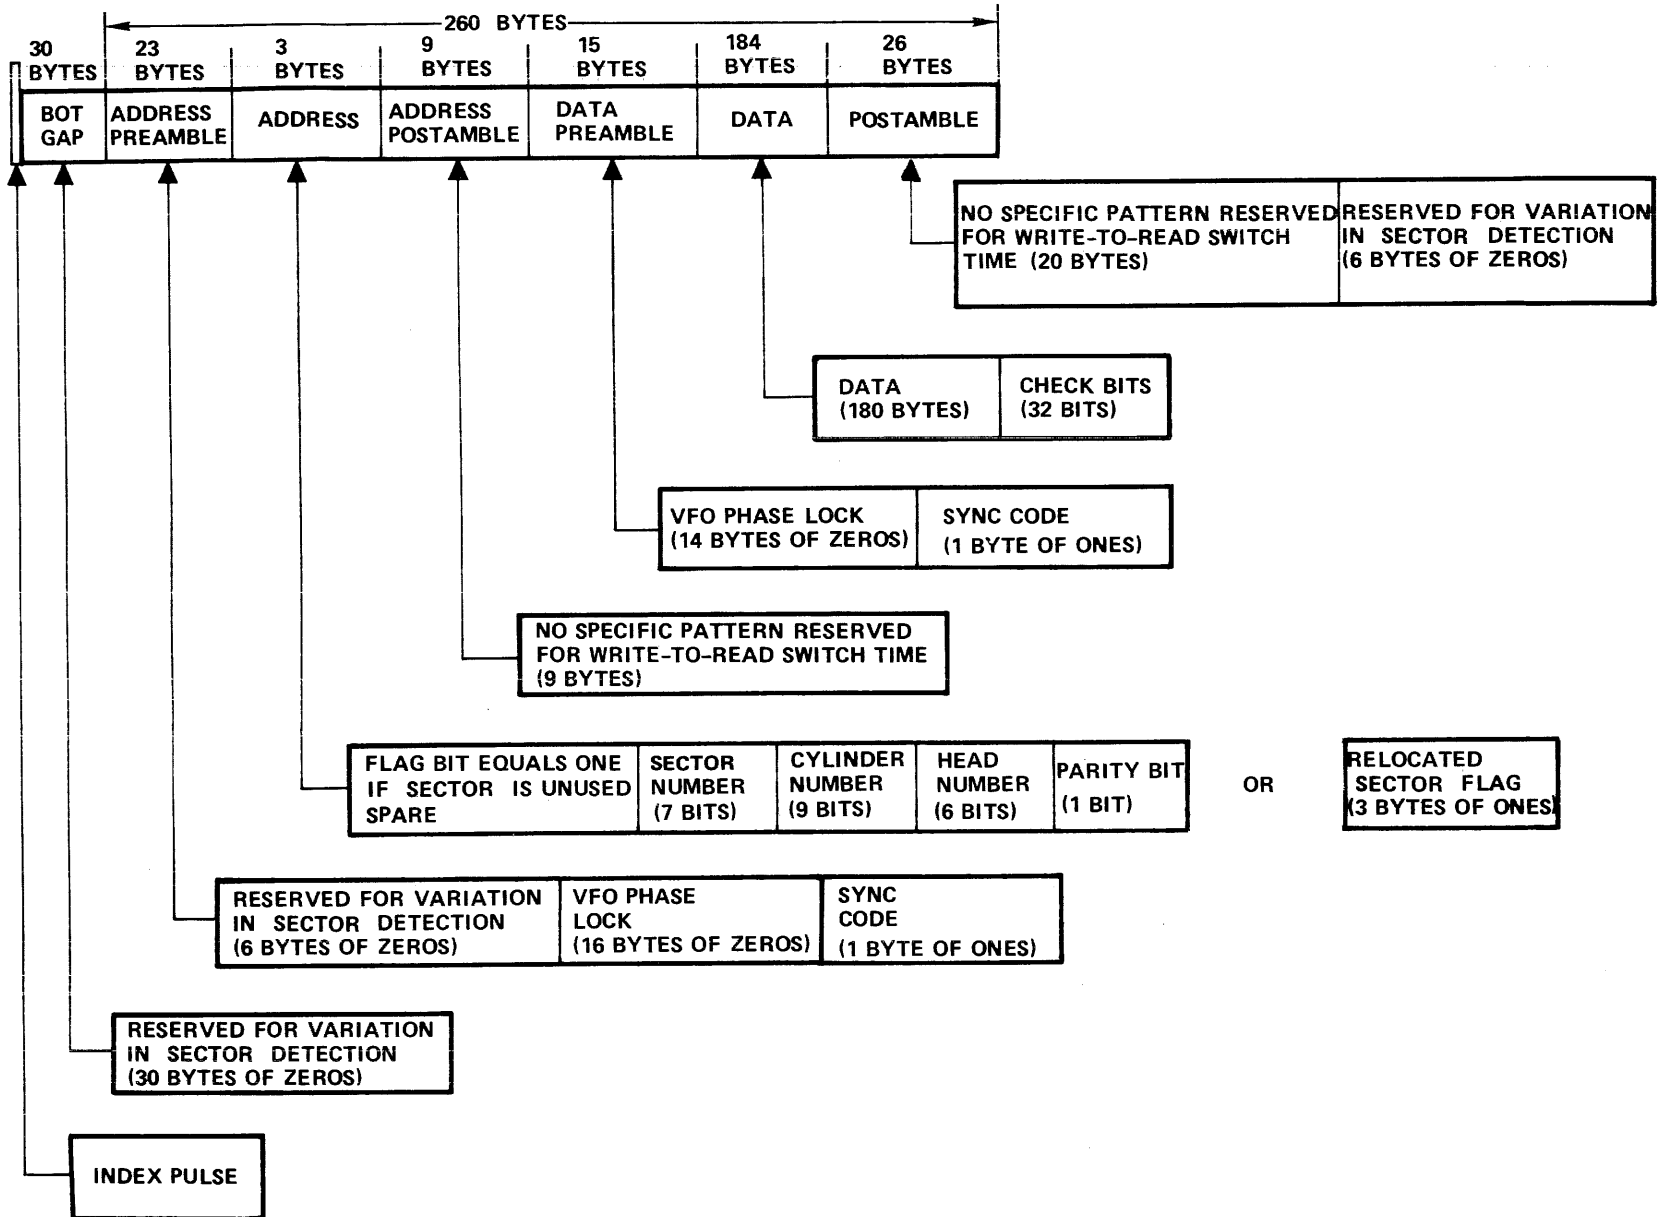 260 BYTES
30
BYTES
23
BYTES
3
BYTES
9
BYTES
15
BYTES
184
BYTES
26
BYTES
BOT
GAP
ADDRESS
PREAMBLE
ADDRESS
ADDRESS
POSTAMBLE
DATA
PREAMBLE
DATA
POSTAMBLE
NO SPECIFIC PATTERN RESERVED
FOR WRITE-TO-READ SWITCH
TIME (20 BYTES)
RESERVED FOR VARIATION
IN SECTOR DETECTION
(6 BYTES OF ZEROS)
DATA
(180 BYTES)
CHECK BITS
(32 BITS)
VFO PHASE LOCK
(14 BYTES OF ZEROS)
SYNC CODE
(1 BYTE OF ONES)
NO SPECIFIC PATTERN RESERVED
FOR WRITE-TO-READ SWITCH TIME
(9 BYTES)
FLAG BIT EQUALS ONE
IF SECTOR IS UNUSED
SPARE
SECTOR
NUMBER
(7 BITS)
CYLINDER
NUMBER
(9 BITS)
HEAD
NUMBER
(6 BITS)
PARITY BIT
(1 BIT)
OR
RELOCATED
SECTOR FLAG
(3 BYTES OF ONES)
RESERVED FOR VARIATION
IN SECTOR DETECTION
(6 BYTES OF ZEROS)
VFO PHASE
LOCK
(16 BYTES OF ZEROS)
SYNC
CODE
(1 BYTE OF ONES)
RESERVED FOR VARIATION
IN SECTOR DETECTION
(30 BYTES OF ZEROS)
INDEX PULSE